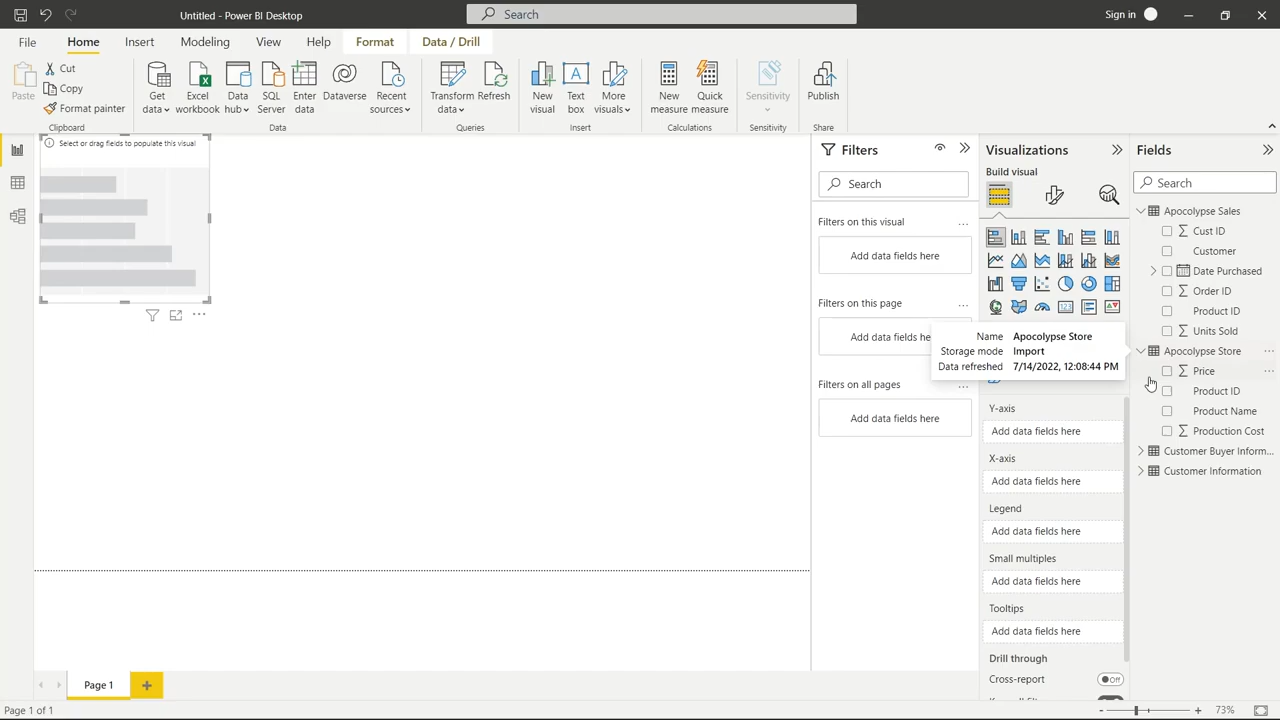 Untitled - Power BI Desktop
Search
Sign in
File
Home
Insert
Modeling
View
Help
Format
Data / Drill
Paste
Cut
Copy
Format painter
Clipboard
Get
data
Excel
workbook
Data
hub
SQL
Server
Enter
data
Dataverse
Recent
sources
Data
Transform
data
Refresh
Queries
New
visual
Text
box
More
visuals
Insert
New
measure
Quick
measure
Calculations
Sensitivity
Sensitivity
Publish
Share
Select or drag fields to populate this visual
Filters
Search
Filters on this visual
Add data fields here
Filters on this page
Add data fields here
Filters on all pages
Add data fields here
Visualizations
Build visual
Name Apocolypse Store
Storage mode Import
Data refreshed 7/14/2022, 12:08:44 PM
Y-axis
Add data fields here
X-axis
Add data fields here
Legend
Add data fields here
Small multiples
Add data fields here
Tooltips
Add data fields here
Drill through
Cross-report
Off
Fields
Search
Apocolypse Sales
Cust ID
Customer
Date Purchased
Order ID
Product ID
Units Sold
Apocolypse Store
Price
Product ID
Product Name
Production Cost
Customer Buyer Inform...
Customer Information
Page 1
Page 1 of 1
73%